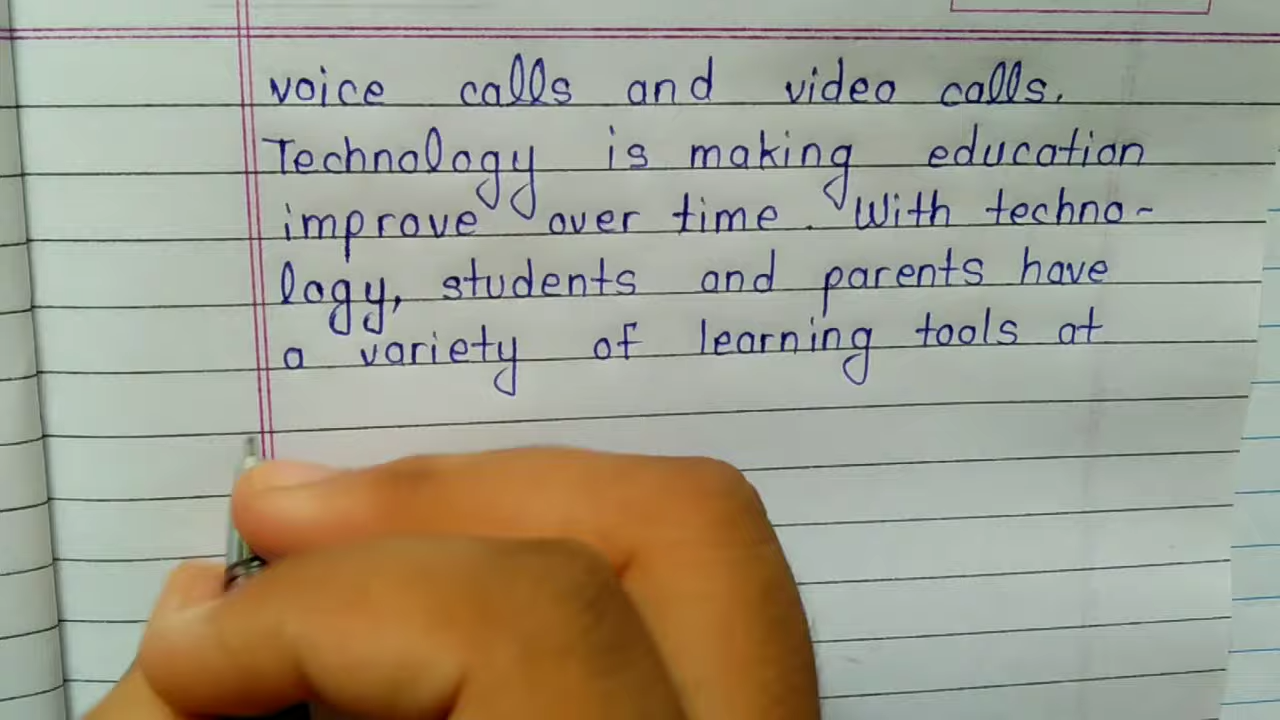 voice calls and video calls.
Technology is making education
improve over time. With techno-
logy, students and parents have
a variety of learning tools at